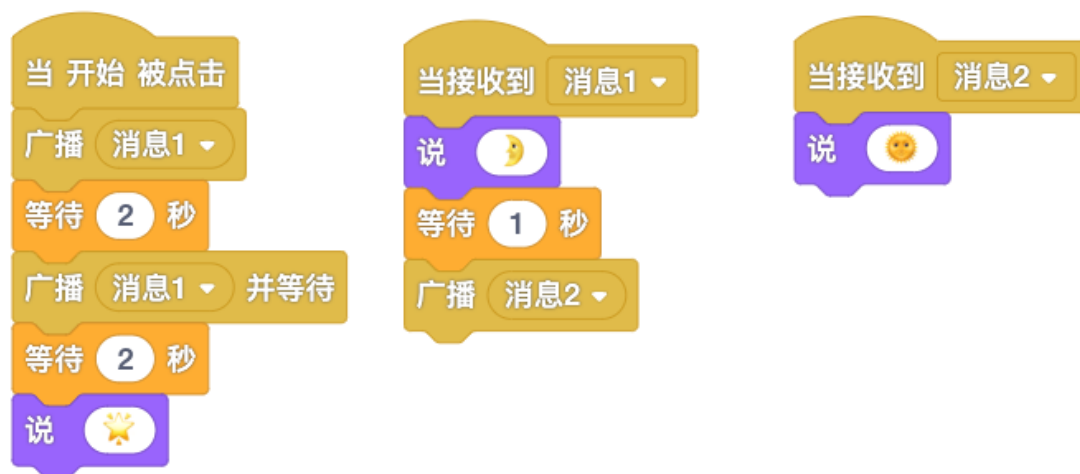 当 开始 被点击
广播 消息1
等待 2 秒
广播 消息1 并等待
等待 2 秒
说
当接收到 消息1
说
等待 1 秒
广播 消息2
当接收到 消息2
说